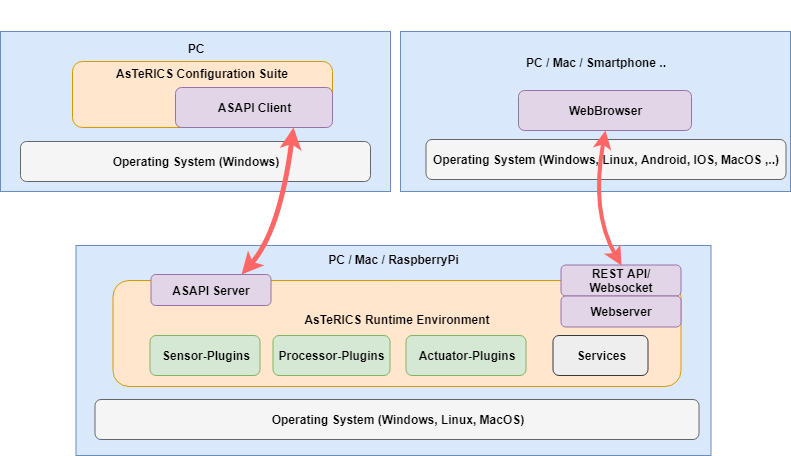 PC
AsTeRICS Configuration Suite
ASAPI Client
Operating System (Windows)
PC / Mac / Smartphone ..
WebBrowser
Operating System (Windows, Linux, Android, IOS, MacOS ,..)
PC / Mac / RaspberryPi
ASAPI Server
REST API/
Websocket
Webserver
AsTeRICS Runtime Environment
Sensor-Plugins
Processor-Plugins
Actuator-Plugins
Services
Operating System (Windows, Linux, MacOS)